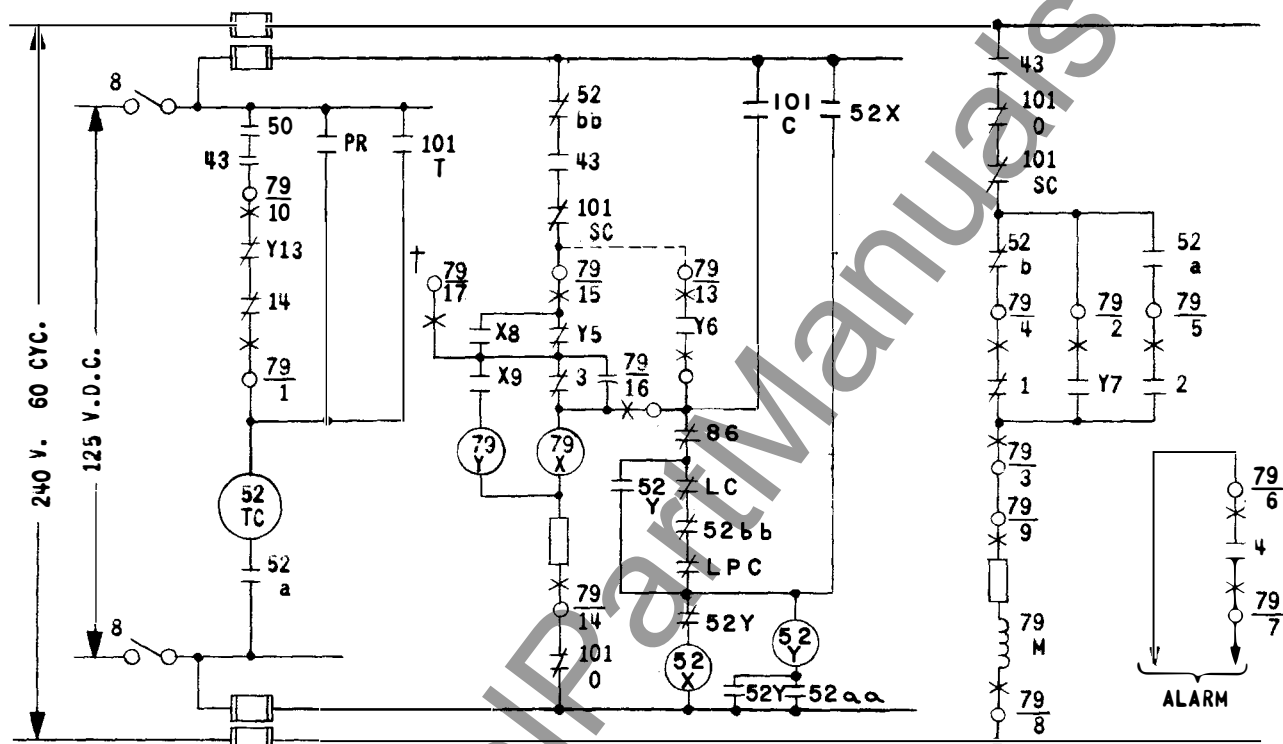 240 V. 60 CYC.
125 V.D.C.
8
50
43
79
10
Y13
14
79
1
52
TC
52
a
8
PR
101
T
†
79
17
X8
X9
79
Y
52
bb
43
101
SC
79
15
Y5
3
79
X
79
14
101
O
79
16
79
13
Y6
86
52
Y
LC
52bb
LPC
52Y
52
X
52
Y
52Y
52aa
101
C
52X
43
101
O
101
SC
52
b
79
4
1
79
2
Y7
52
a
79
5
2
79
3
79
9
79
M
79
8
79
6
4
79
7
ALARM
PartManuals